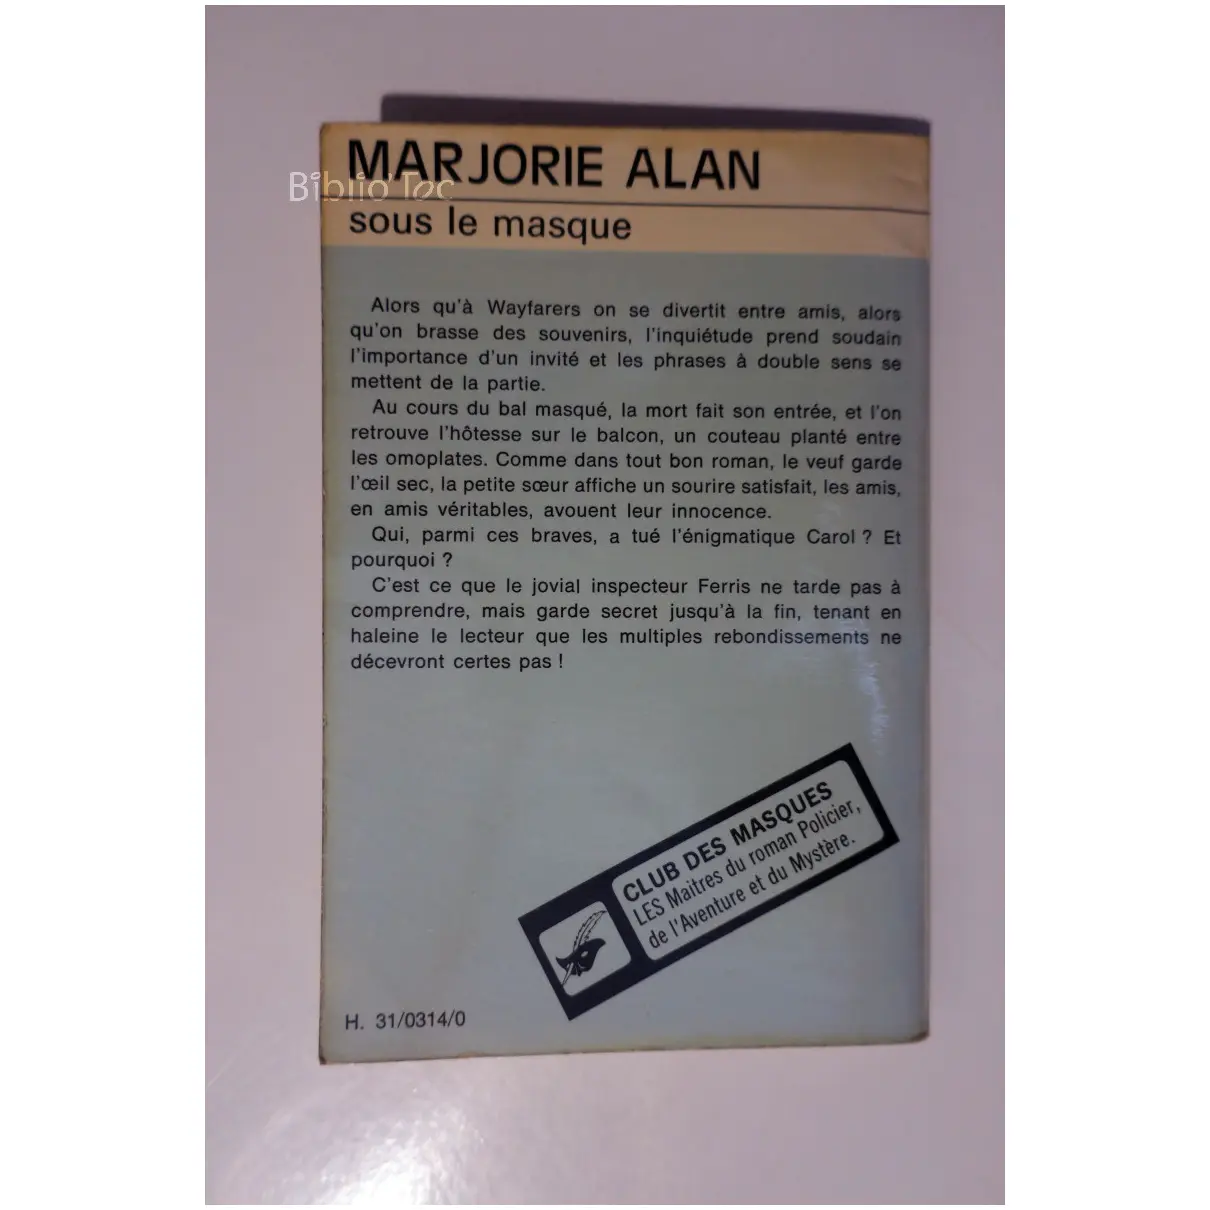 MARJORIE ALAN
Biblio'Tec
sous le masque
Alors qu'à Wayfarers on se divertit entre amis, alors
qu'on brasse des souvenirs, l'inquiétude prend soudain
l'importance d'un invité et les phrases à double sens se
mettent de la partie.
Au cours du bal masqué, la mort fait son entrée, et l'on
retrouve l'hôtesse sur le balcon, un couteau planté entre
les omoplates. Comme dans tout bon roman, le veuf garde
l'œil sec, la petite sœur affiche un sourire satisfait, les amis,
en amis véritables, avouent leur innocence.
Qui, parmi ces braves, a tué l'énigmatique Carol ? Et
pourquoi ?
C'est ce que le jovial inspecteur Ferris ne tarde pas à
comprendre, mais garde secret jusqu'à la fin, tenant en
haleine le lecteur que les multiples rebondissements ne
décevront certes pas !
CLUB DES MASQUES
LES Maitres du roman Policier,
de l'Aventure et du Mystère.
H. 31/0314/0